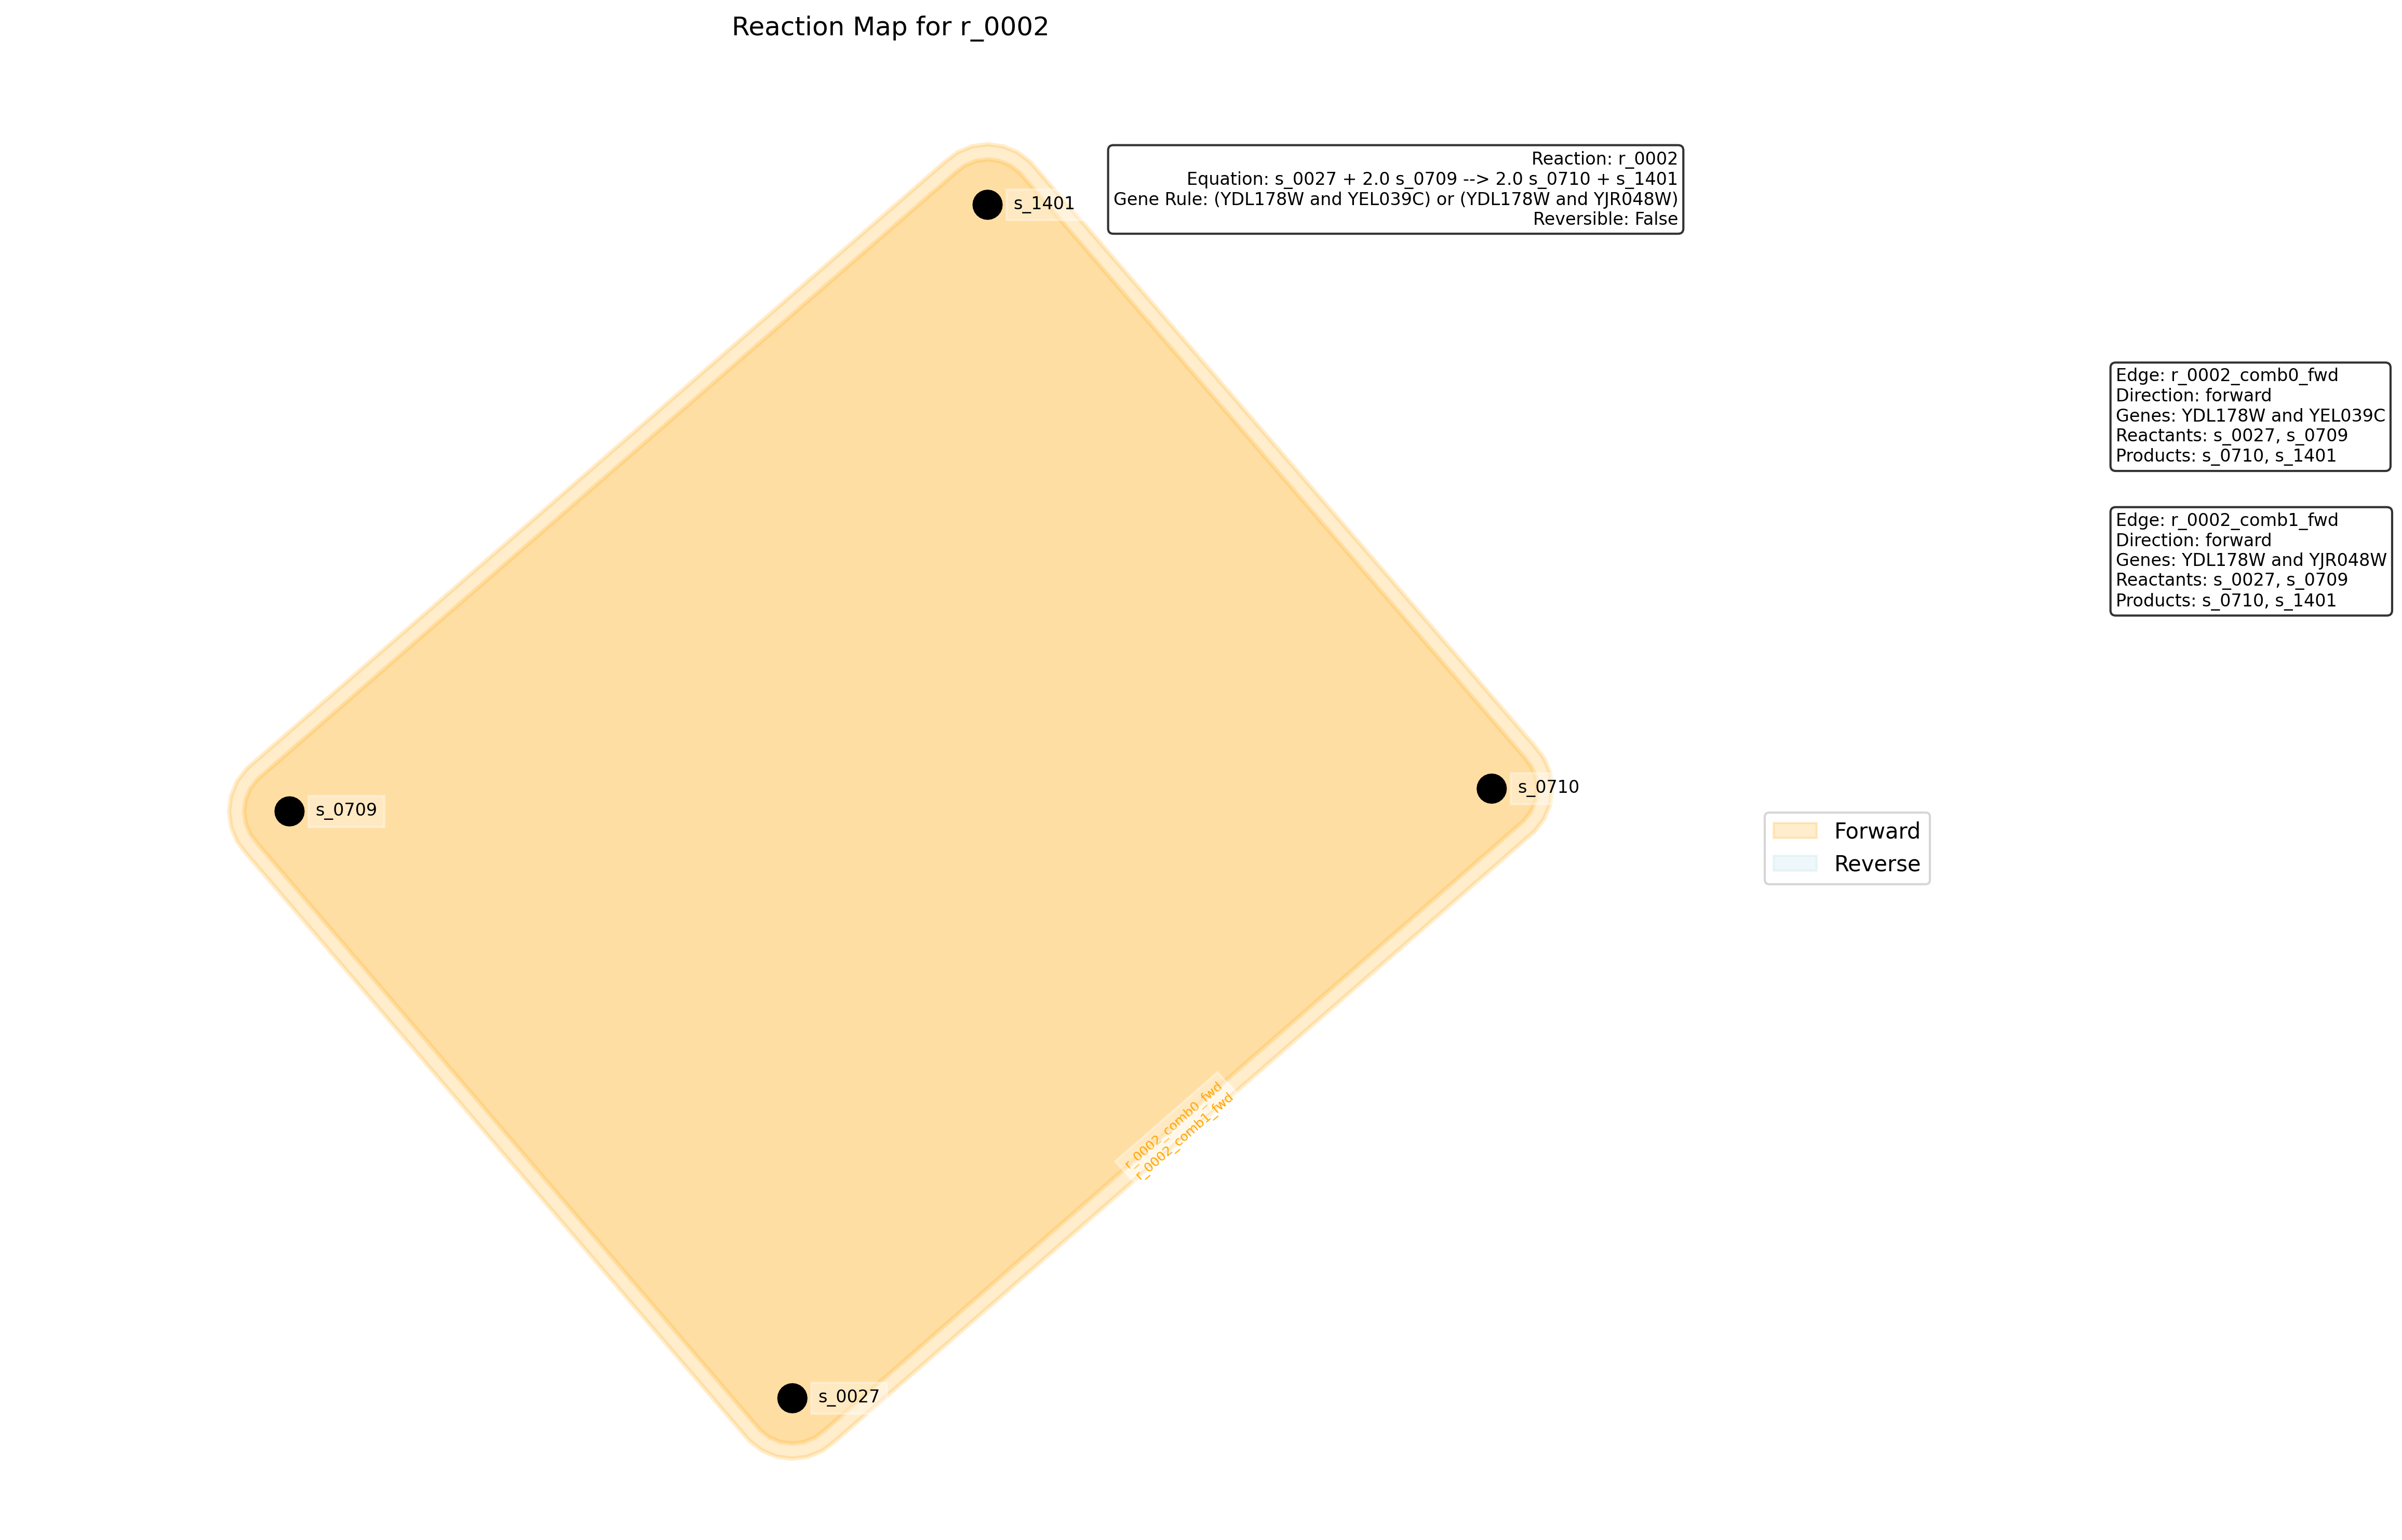 Reaction Map for r_0002
s_1401
Reaction: r_0002
Equation: s_0027 + 2.0 s_0709 --> 2.0 s_0710 + s_1401
Gene Rule: (YDL178W and YEL039C) or (YDL178W and YJR048W)
Reversible: False
Edge: r_0002_comb0_fwd
Direction: forward
Genes: YDL178W and YEL039C
Reactants: s_0027, s_0709
Products: s_0710, s_1401
Edge: r_0002_comb1_fwd
Direction: forward
Genes: YDL178W and YJR048W
Reactants: s_0027, s_0709
Products: s_0710, s_1401
s_0710
s_0709
Forward
Reverse
r_0002_comb0_fwd
r_0002_comb1_fwd
s_0027